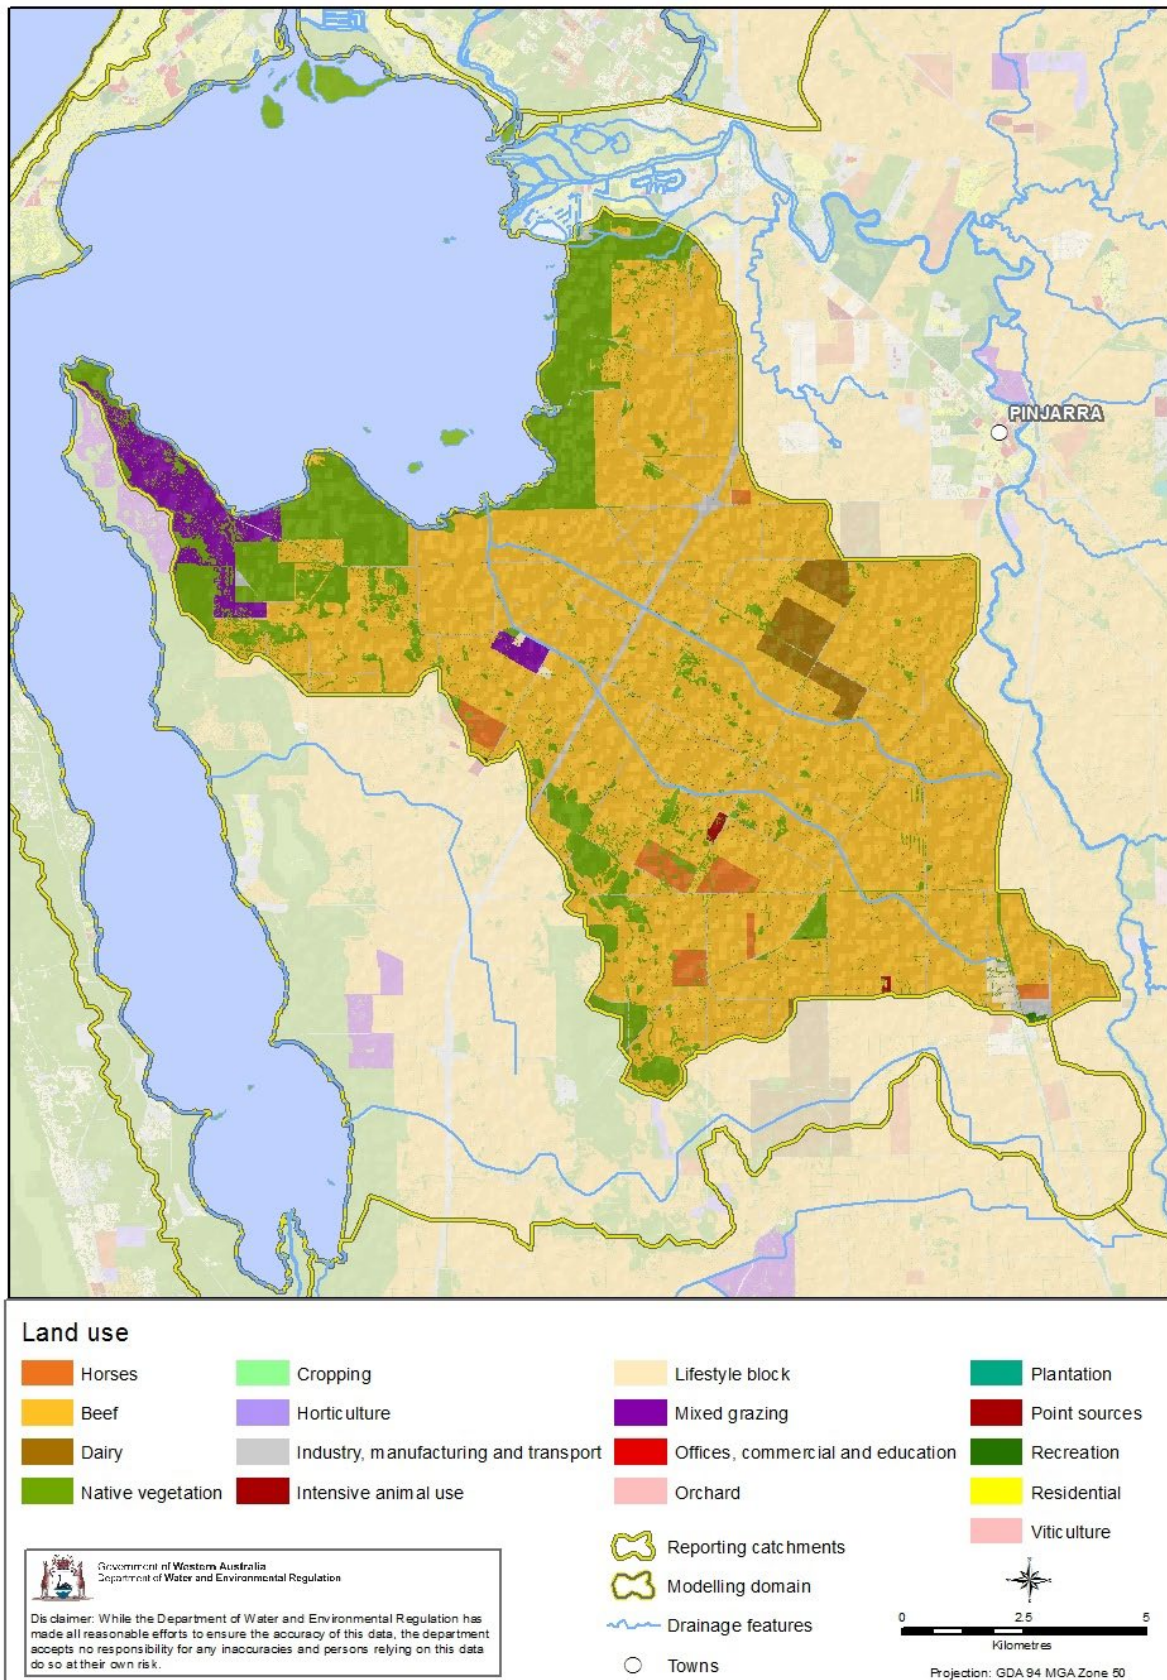 PINJARRA
Land use
Horses
Cropping
Lifestyle block
Plantation
Beef
Horticulture
Mixed grazing
Point sources
Dairy
Industry, manufacturing and transport
Offices, commercial and education
Recreation
Native vegetation
Intensive animal use
Orchard
Residential
Viticulture
Reporting catchments
Modelling domain
Drainage features
Towns
Government of Western Australia
Department of Water and Environmental Regulation
Disclaimer: While the Department of Water and Environmental Regulation has
made all reasonable efforts to ensure the accuracy of this data, the department
accepts no responsibility for any inaccuracies and persons relying on this data
do so at their own risk.
0 2.5 5
Kilometres
Projection: GDA 94 MGA Zone 50